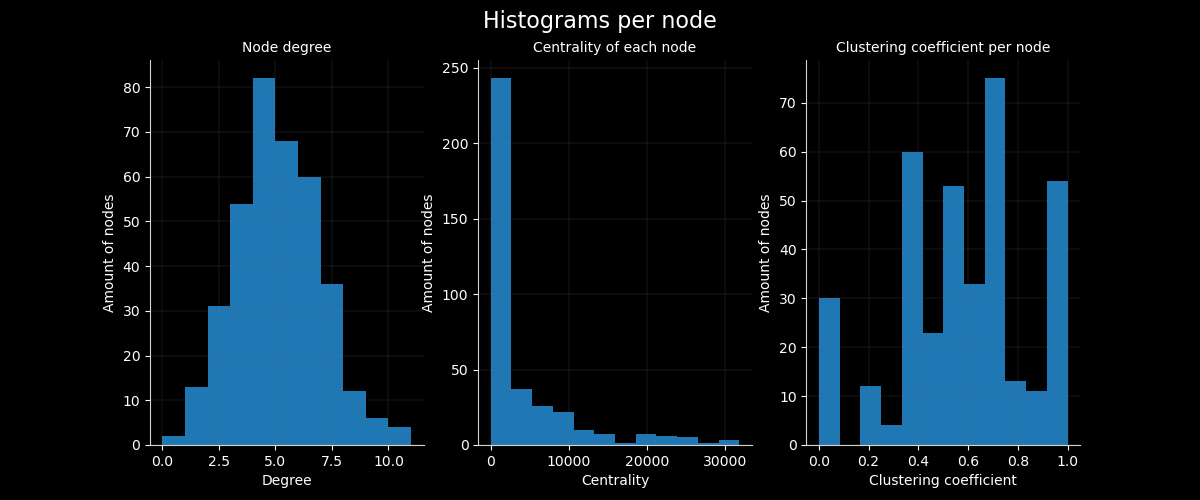 Histograms per node
Node degree
Amount of nodes
80
70
60
50
40
30
20
10
0
0.0 2.5 5.0 7.5 10.0
Degree
Centrality of each node
Amount of nodes
250
200
150
100
50
0
0 10000 20000 30000
Centrality
Clustering coefficient per node
Amount of nodes
70
60
50
40
30
20
10
0
0.0 0.2 0.4 0.6 0.8 1.0
Clustering coefficient